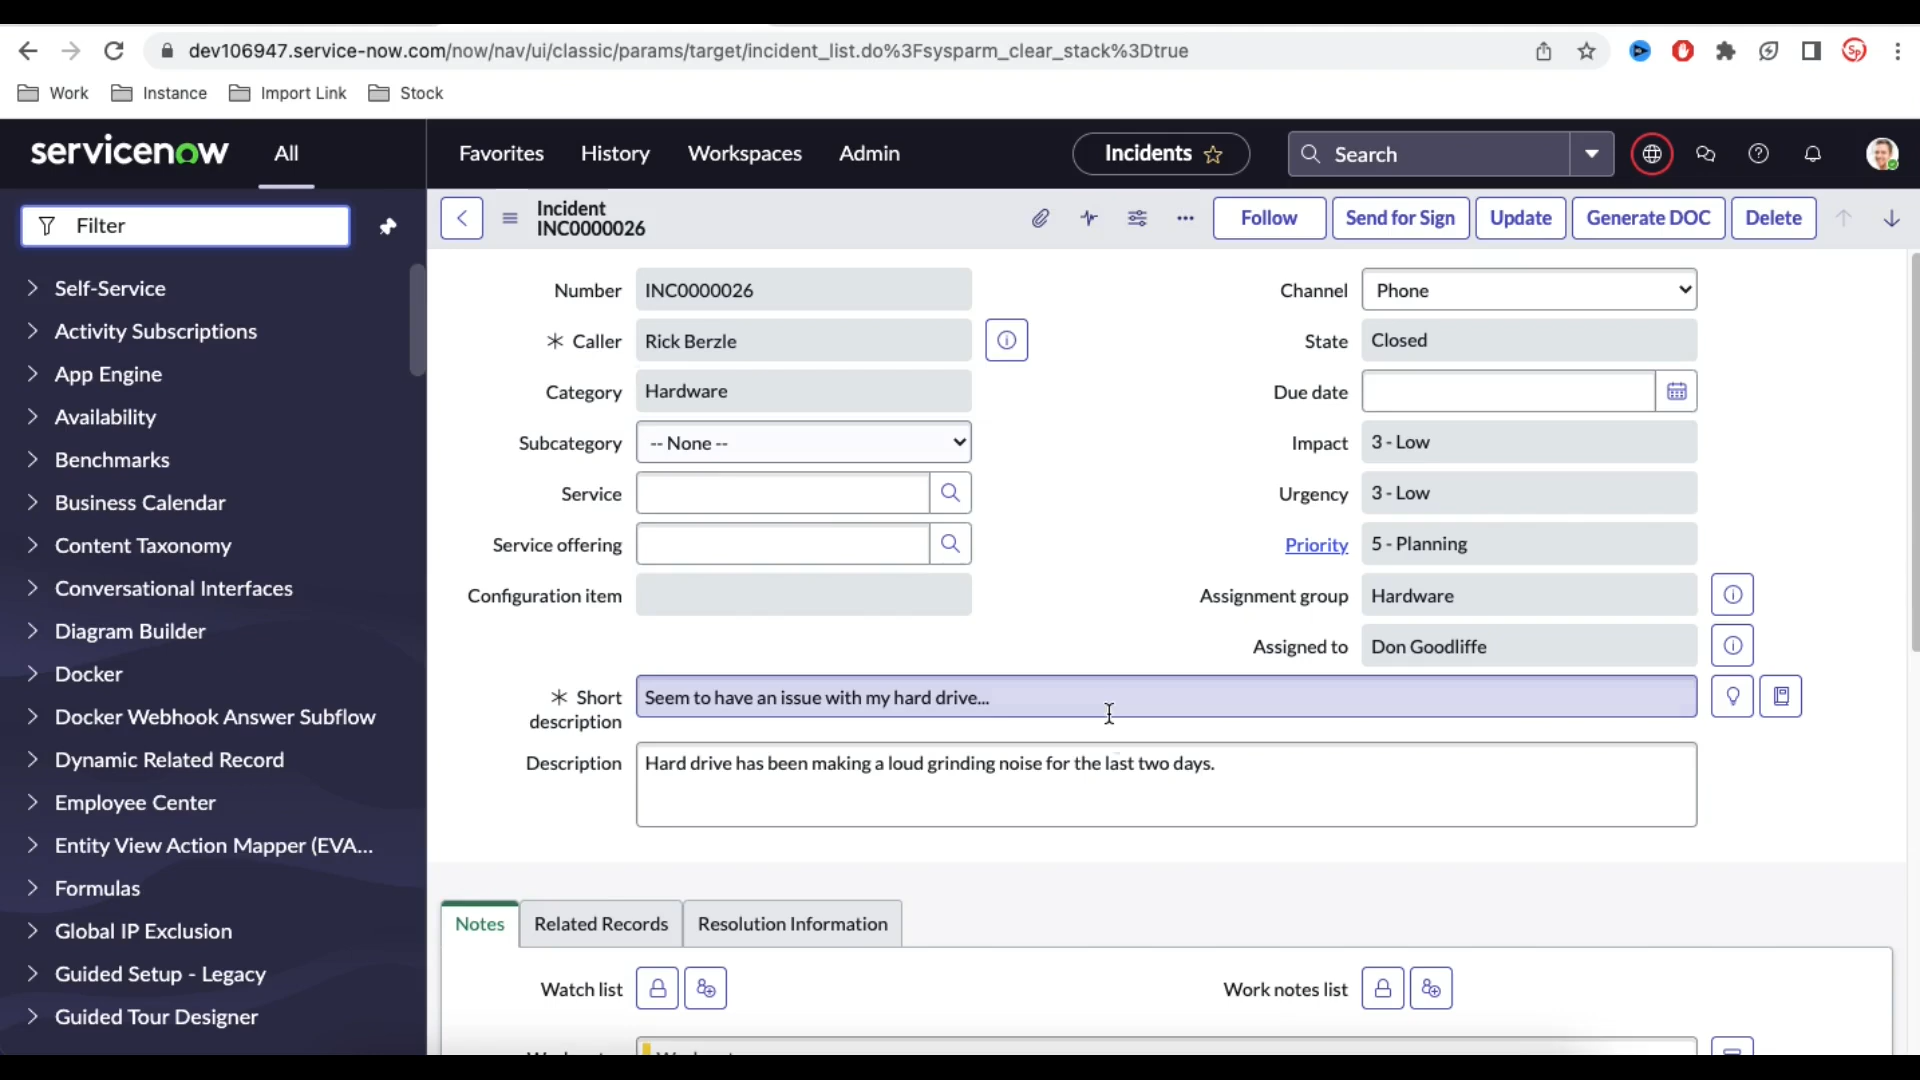 dev106947.service-now.com/now/nav/ui/classic/params/target/incident_list.do%3Fsysparm_clear_stack%3Dtrue
Sp
Work Instance Import Link Stock
servicenow All Favorites History Workspaces Admin Incidents Search
Filter
Self-Service
Activity Subscriptions
App Engine
Availability
Benchmarks
Business Calendar
Content Taxonomy
Conversational Interfaces
Diagram Builder
Docker
Docker Webhook Answer Subflow
Dynamic Related Record
Employee Center
Entity View Action Mapper (EVA...
Formulas
Global IP Exclusion
Guided Setup - Legacy
Guided Tour Designer
Incident
INC0000026
Follow Send for Sign Update Generate DOC Delete
Number INC0000026
Caller Rick Berzle
Category Hardware
Subcategory -- None --
Service
Service offering
Configuration item
Channel Phone
State Closed
Due date
Impact 3 - Low
Urgency 3 - Low
Priority 5 - Planning
Assignment group Hardware
Assigned to Don Goodliffe
Short description Seem to have an issue with my hard drive...
Description Hard drive has been making a loud grinding noise for the last two days.
Notes Related Records Resolution Information
Watch list Work notes list